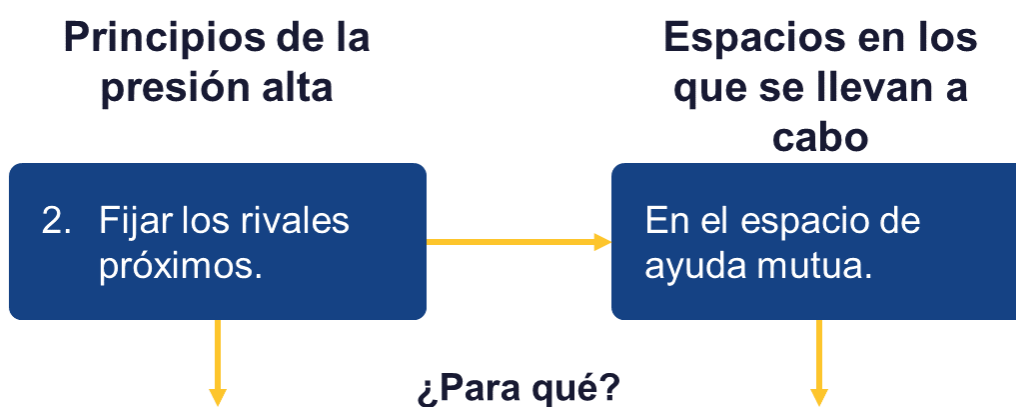 Principios de la
presión alta
Espacios en los
que se llevan a
cabo
2. Fijar los rivales
próximos.
En el espacio de
ayuda mutua.
¿Para qué?